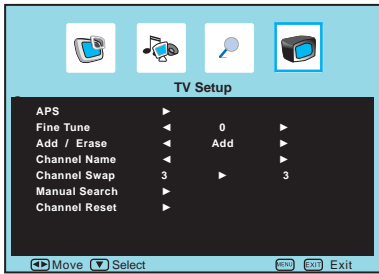 TV Setup
APS ►
Fine Tune ◄ 0 ►
Add / Erase ◄ Add ►
Channel Name ◄ ►
Channel Swap 3 ► 3
Manual Search ►
Channel Reset ►
◄► Move ▼ Select MENU EXIT Exit